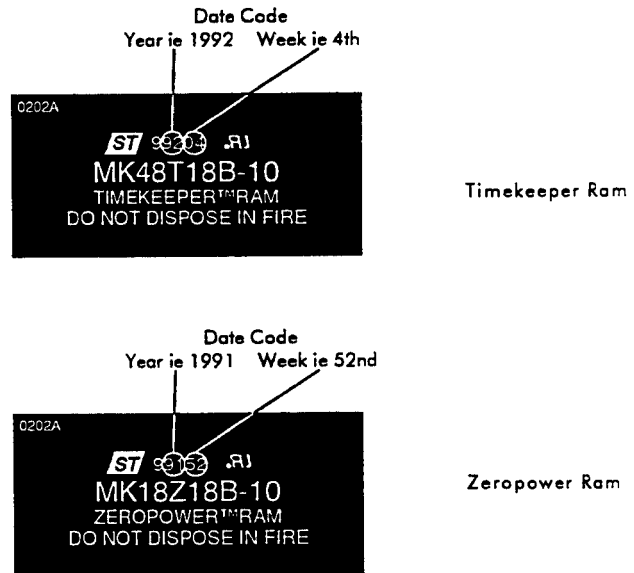 Date Code
Year ie 1992 Week ie 4th
0202A
ST 99204
MK48T18B-10
TIMEKEEPER™RAM
DO NOT DISPOSE IN FIRE
Timekeeper Ram
Date Code
Year ie 1991 Week ie 52nd
0202A
ST 99152
MK18Z18B-10
ZEROPOWER™RAM
DO NOT DISPOSE IN FIRE
Zeropower Ram